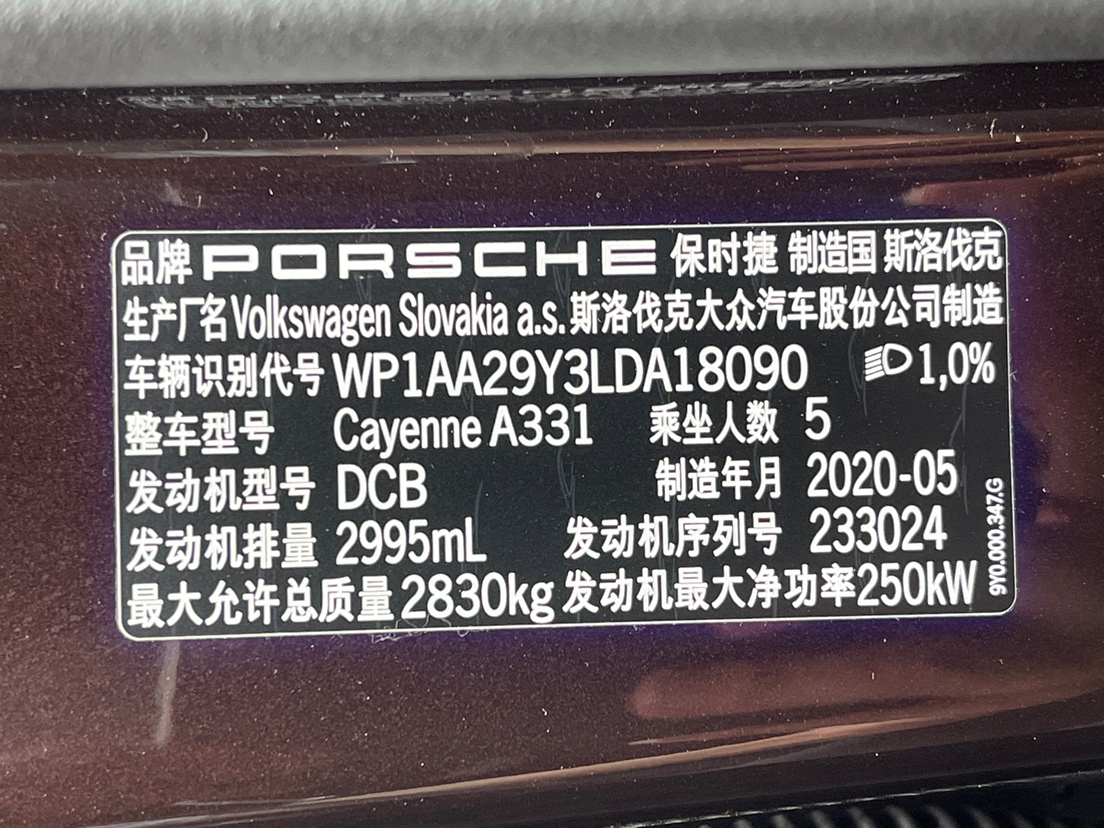 品牌 PORSCHE 保时捷 制造国 斯洛伐克
生产厂名 Volkswagen Slovakia a.s. 斯洛伐克大众汽车股份公司制造
车辆识别代号 WP1AA29Y3LDA18090 1,0%
整车型号 Cayenne A331 乘坐人数 5
发动机型号 DCB 制造年月 2020-05
发动机排量 2995mL 发动机序列号 233024
最大允许总质量 2830kg 发动机最大净功率 250kW
9Y0.000.347.G